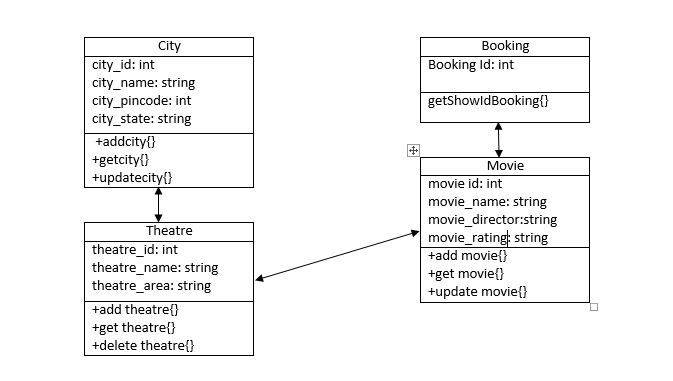 City
city_id: int
city_name: string
city_pincode: int
city_state: string
+addcity{}
+getcity{}
+updatecity{}
Theatre
theatre_id: int
theatre_name: string
theatre_area: string
+add theatre{}
+get theatre{}
+delete theatre{}
Booking
Booking Id: int
getShowIdBooking{}
Movie
movie id: int
movie_name: string
movie_director:string
movie_rating: string
+add movie{}
+get movie{}
+update movie{}